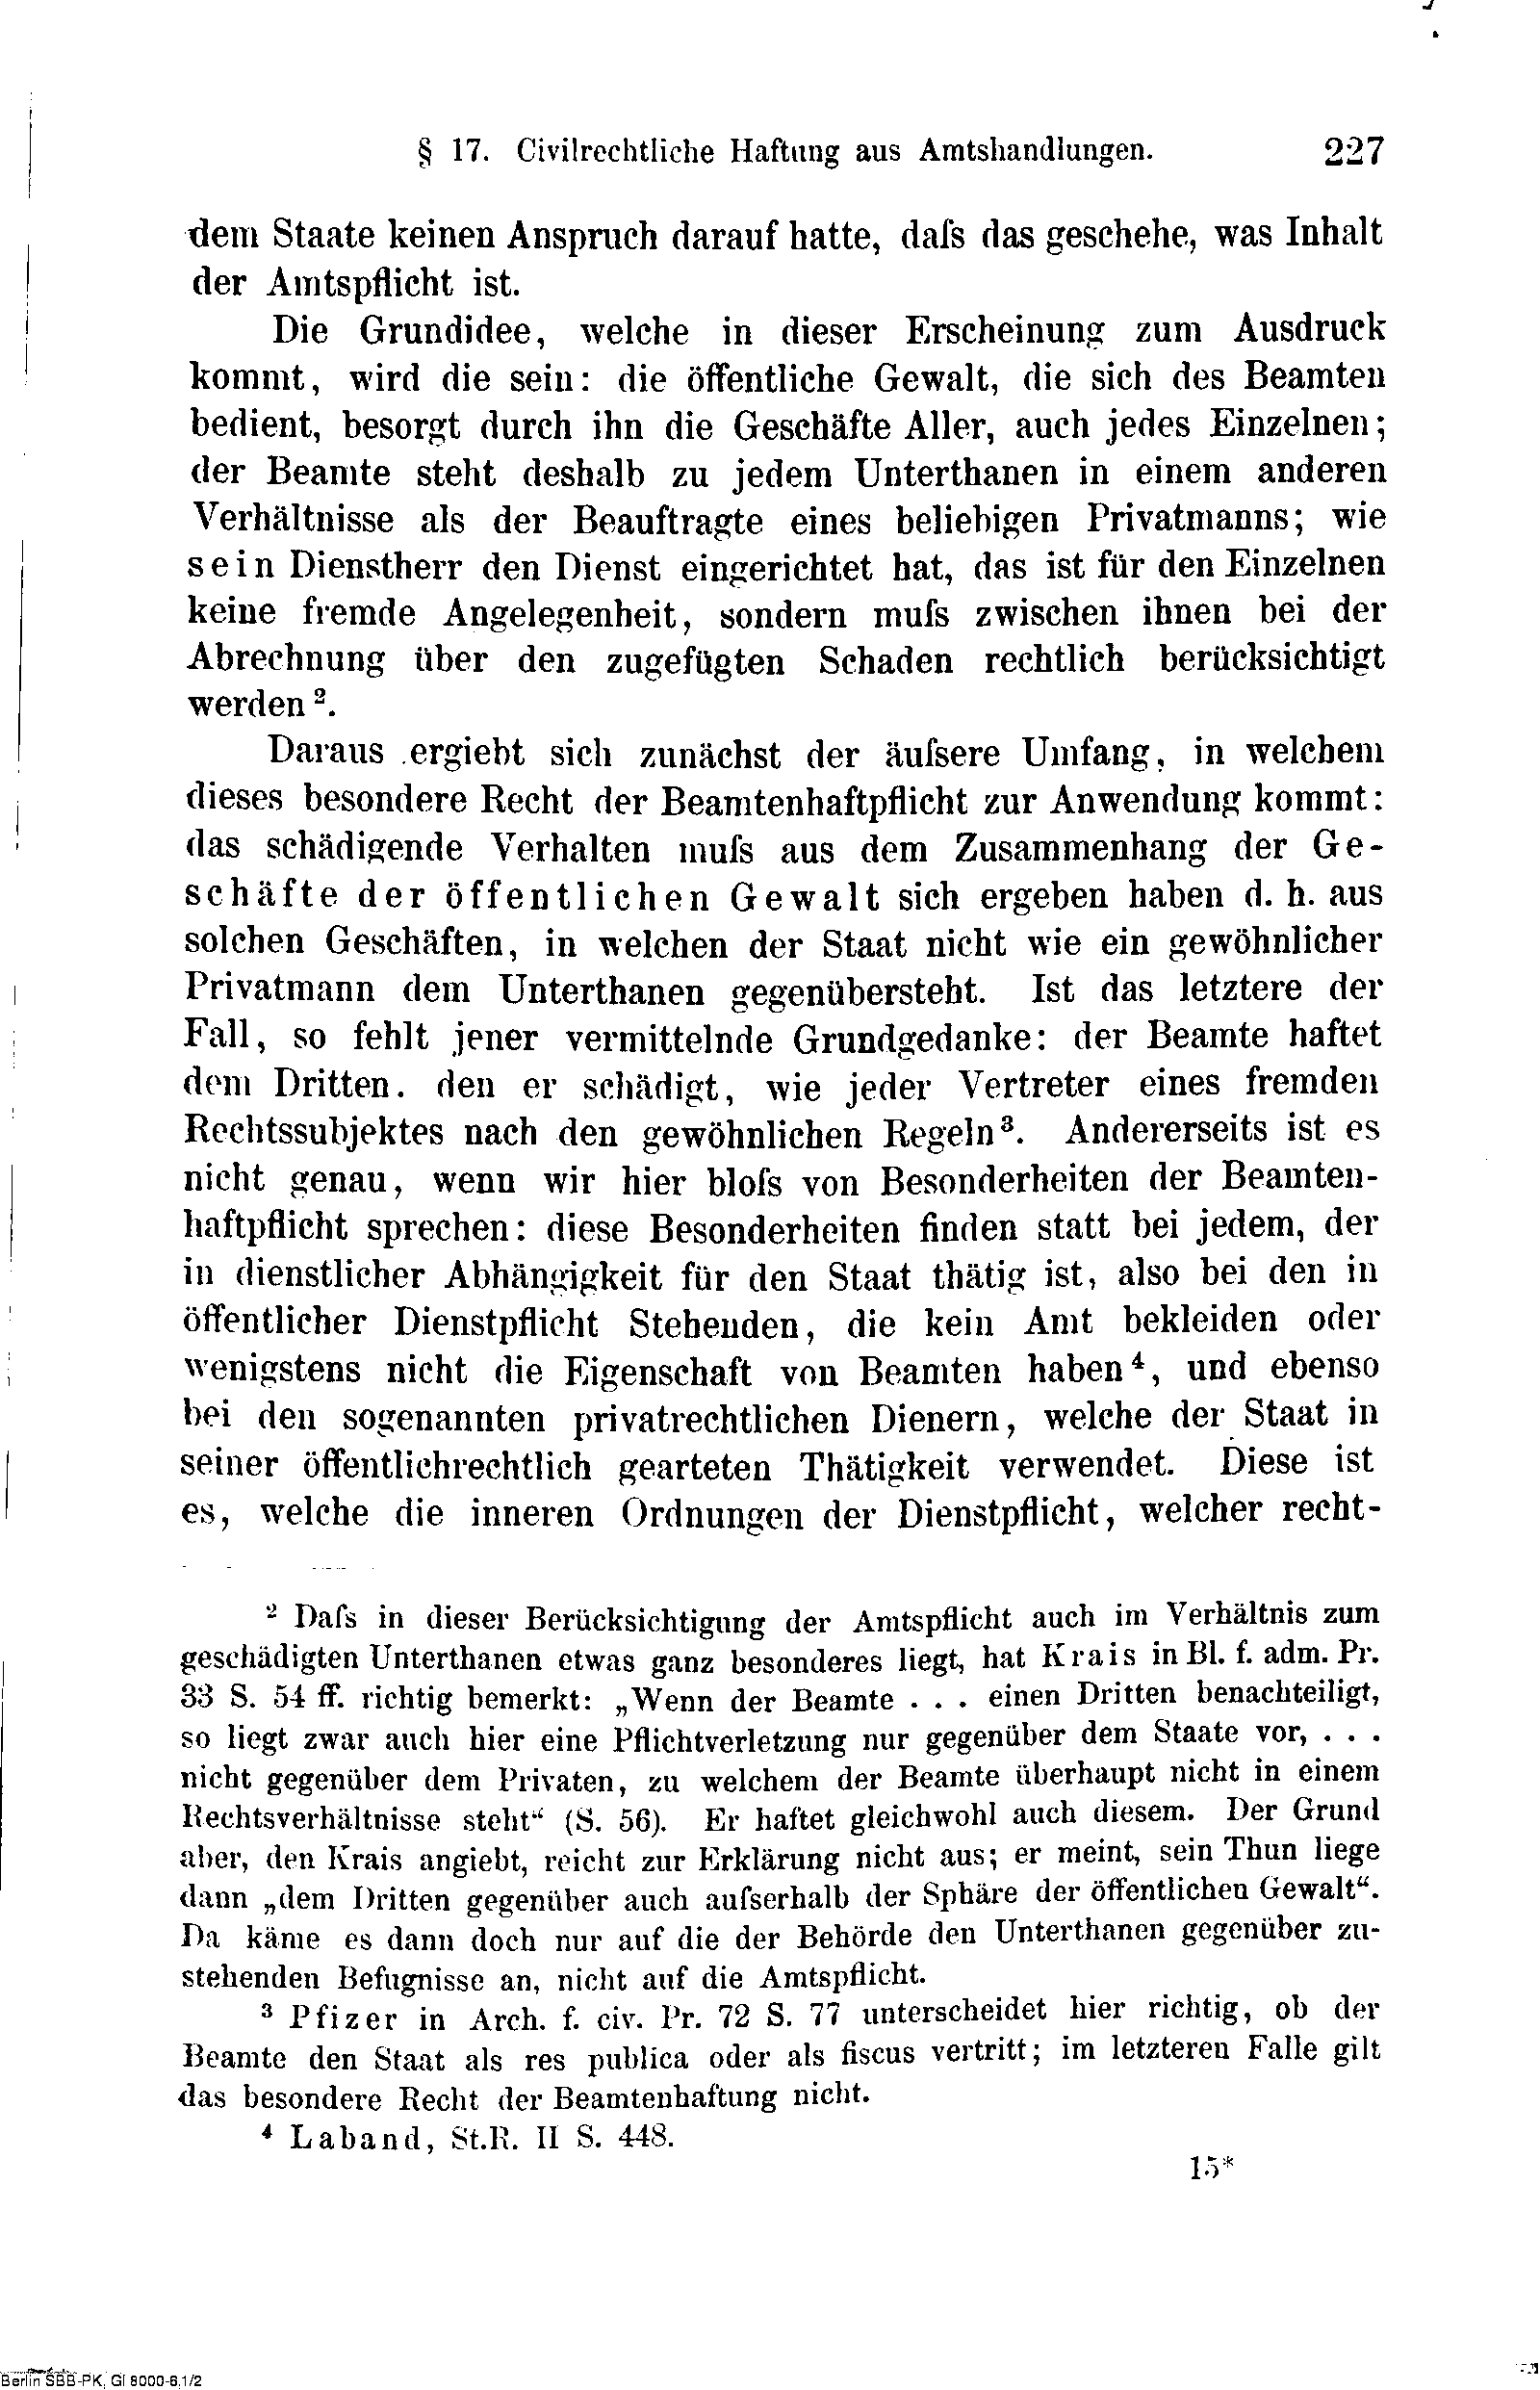 § 17. Civilrechtliche Haftung aus Amtshandlungen. 227
dem Staate keinen Anspruch darauf hatte, daſs das geschehe, was Inhalt
der Amtspflicht ist.
Die Grundidee, welche in dieser Erscheinung zum Ausdruck
kommt, wird die sein: die öffentliche Gewalt, die sich des Beamten
bedient, besorgt durch ihn die Geschäfte Aller, auch jedes Einzelnen;
der Beamte steht deshalb zu jedem Unterthanen in einem anderen
Verhältnisse als der Beauftragte eines beliebigen Privatmanns; wie
sein Dienstherr den Dienst eingerichtet hat, das ist für den Einzelnen
keine fremde Angelegenheit, sondern muſs zwischen ihnen bei der
Abrechnung über den zugefügten Schaden rechtlich berücksichtigt
werden ².
Daraus ergiebt sich zunächst der äuſsere Umfang, in welchem
dieses besondere Recht der Beamtenhaftpflicht zur Anwendung kommt:
das schädigende Verhalten muſs aus dem Zusammenhang der Ge-
schäfte der öffentlichen Gewalt sich ergeben haben d. h. aus
solchen Geschäften, in welchen der Staat nicht wie ein gewöhnlicher
Privatmann dem Unterthanen gegenübersteht. Ist das letztere der
Fall, so fehlt jener vermittelnde Grundgedanke: der Beamte haftet
dem Dritten. den er schädigt, wie jeder Vertreter eines fremden
Rechtssubjektes nach den gewöhnlichen Regeln³. Andererseits ist es
nicht genau, wenn wir hier bloſs von Besonderheiten der Beamten-
haftpflicht sprechen: diese Besonderheiten finden statt bei jedem, der
in dienstlicher Abhängigkeit für den Staat thätig ist, also bei den in
öffentlicher Dienstpflicht Stehenden, die kein Amt bekleiden oder
wenigstens nicht die Eigenschaft von Beamten haben⁴, und ebenso
bei den sogenannten privatrechtlichen Dienern, welche der Staat in
seiner öffentlichrechtlich gearteten Thätigkeit verwendet. Diese ist
es, welche die inneren Ordnungen der Dienstpflicht, welcher recht-
² Daſs in dieser Berücksichtigung der Amtspflicht auch im Verhältnis zum
geschädigten Unterthanen etwas ganz besonderes liegt, hat Krais in Bl. f. adm. Pr.
33 S. 54 ff. richtig bemerkt: „Wenn der Beamte . . . einen Dritten benachteiligt,
so liegt zwar auch hier eine Pflichtverletzung nur gegenüber dem Staate vor, . . .
nicht gegenüber dem Privaten, zu welchem der Beamte überhaupt nicht in einem
Rechtsverhältnisse steht“ (S. 56). Er haftet gleichwohl auch diesem. Der Grund
aber, den Krais angiebt, reicht zur Erklärung nicht aus; er meint, sein Thun liege
dann „dem Dritten gegenüber auch auſserhalb der Sphäre der öffentlichen Gewalt“.
Da käme es dann doch nur auf die der Behörde den Unterthanen gegenüber zu-
stehenden Befugnisse an, nicht auf die Amtspflicht.
³ Pfizer in Arch. f. civ. Pr. 72 S. 77 unterscheidet hier richtig, ob der
Beamte den Staat als res publica oder als fiscus vertritt; im letzteren Falle gilt
das besondere Recht der Beamtenhaftung nicht.
⁴ Laband, St.R. II S. 448.
15*
Berlin SBB-PK, Gl 8000-6,1/2